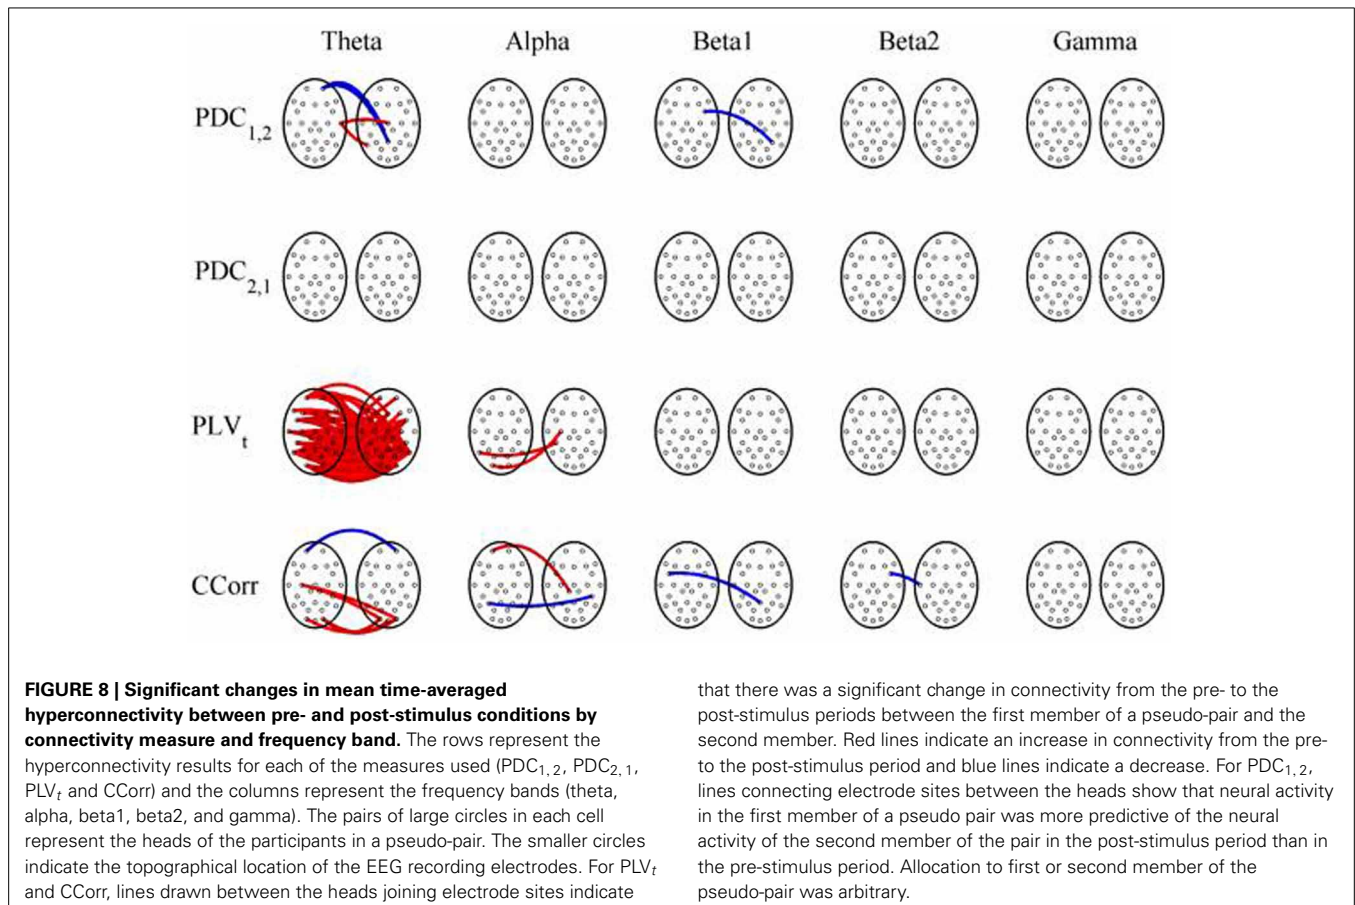 Theta Alpha Beta1 Beta2 Gamma
PDC1,2
PDC2,1
PLVt
CCorr
FIGURE 8 | Significant changes in mean time-averaged
hyperconnectivity between pre- and post-stimulus conditions by
connectivity measure and frequency band. The rows represent the
hyperconnectivity results for each of the measures used (PDC1, 2, PDC2, 1,
PLVt and CCorr) and the columns represent the frequency bands (theta,
alpha, beta1, beta2, and gamma). The pairs of large circles in each cell
represent the heads of the participants in a pseudo-pair. The smaller circles
indicate the topographical location of the EEG recording electrodes. For PLVt
and CCorr, lines drawn between the heads joining electrode sites indicate
that there was a significant change in connectivity from the pre- to the
post-stimulus periods between the first member of a pseudo-pair and the
second member. Red lines indicate an increase in connectivity from the pre-
to the post-stimulus period and blue lines indicate a decrease. For PDC1, 2,
lines connecting electrode sites between the heads show that neural activity
in the first member of a pseudo pair was more predictive of the neural
activity of the second member of the pair in the post-stimulus period than in
the pre-stimulus period. Allocation to first or second member of the
pseudo-pair was arbitrary.